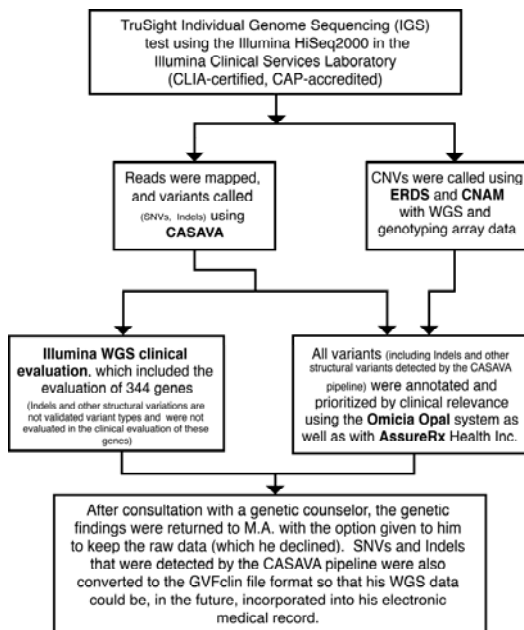 TruSight Individual Genome Sequencing (IGS)
test using the Illumina HiSeq2000 in the
Illumina Clinical Services Laboratory
(CLIA-certified, CAP-accredited)
Reads were mapped,
and variants called
(SNVs, Indels) using
CASAVA
CNVs were called using
ERDS and CNAM
with WGS and
genotyping array data
Illumina WGS clinical
evaluation, which included the
evaluation of 344 genes
(Indels and other structural variations are
not validated variant types and were not
evaluated in the clinical evaluation of these
genes)
All variants (including Indels and other
structural variants detected by the CASAVA
pipeline) were annotated and
prioritized by clinical relevance
using the Omicia Opal system
as well as with AssureRx Health Inc.
After consultation with a genetic counselor, the genetic
findings were returned to M.A. with the option given to him
to keep the raw data (which he declined). SNVs and Indels
that were detected by the CASAVA pipeline were also
converted to the GVFclin file format so that his WGS data
could be, in the future, incorporated into his electronic
medical record.